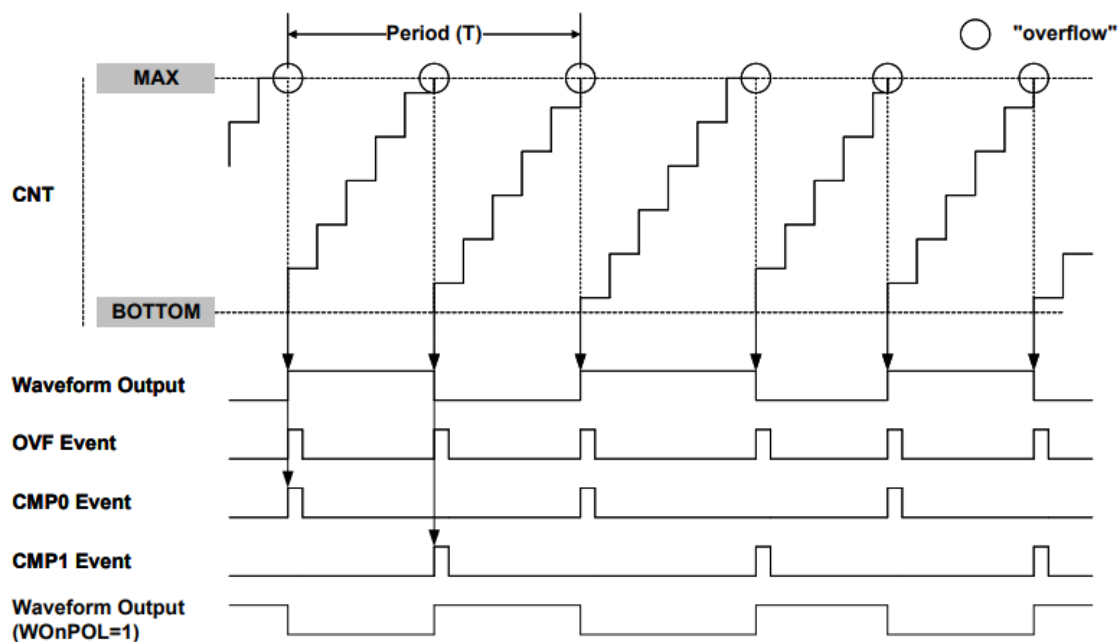 Period (T)
"overflow"
MAX
CNT
BOTTOM
Waveform Output
OVF Event
CMP0 Event
CMP1 Event
Waveform Output
(WOnPOL=1)